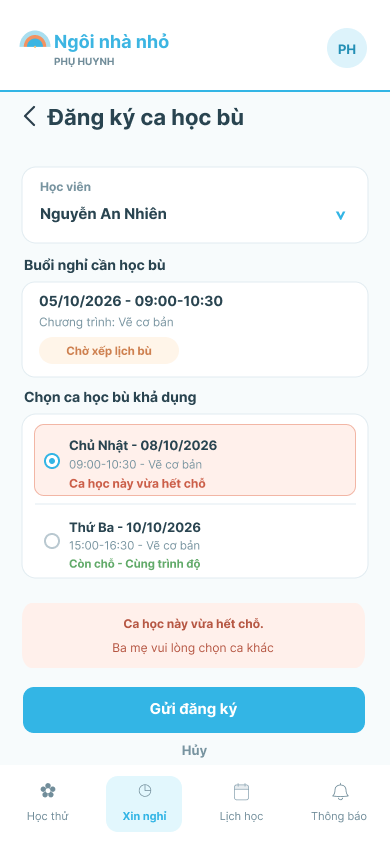 Ngôi nhà nhỏ
PHỤ HUYNH
PH
Đăng ký ca học bù
Học viên
Nguyễn An Nhiên
Buổi nghỉ cần học bù
05/10/2026 - 09:00-10:30
Chương trình: Vẽ cơ bản
Chờ xếp lịch bù
Chọn ca học bù khả dụng
Chủ Nhật - 08/10/2026
09:00-10:30 - Vẽ cơ bản
Ca học này vừa hết chỗ
Thứ Ba - 10/10/2026
15:00-16:30 - Vẽ cơ bản
Còn chỗ - Cùng trình độ
Ca học này vừa hết chỗ.
Ba mẹ vui lòng chọn ca khác
Gửi đăng ký
Hủy
Học thử
Xin nghỉ
Lịch học
Thông báo